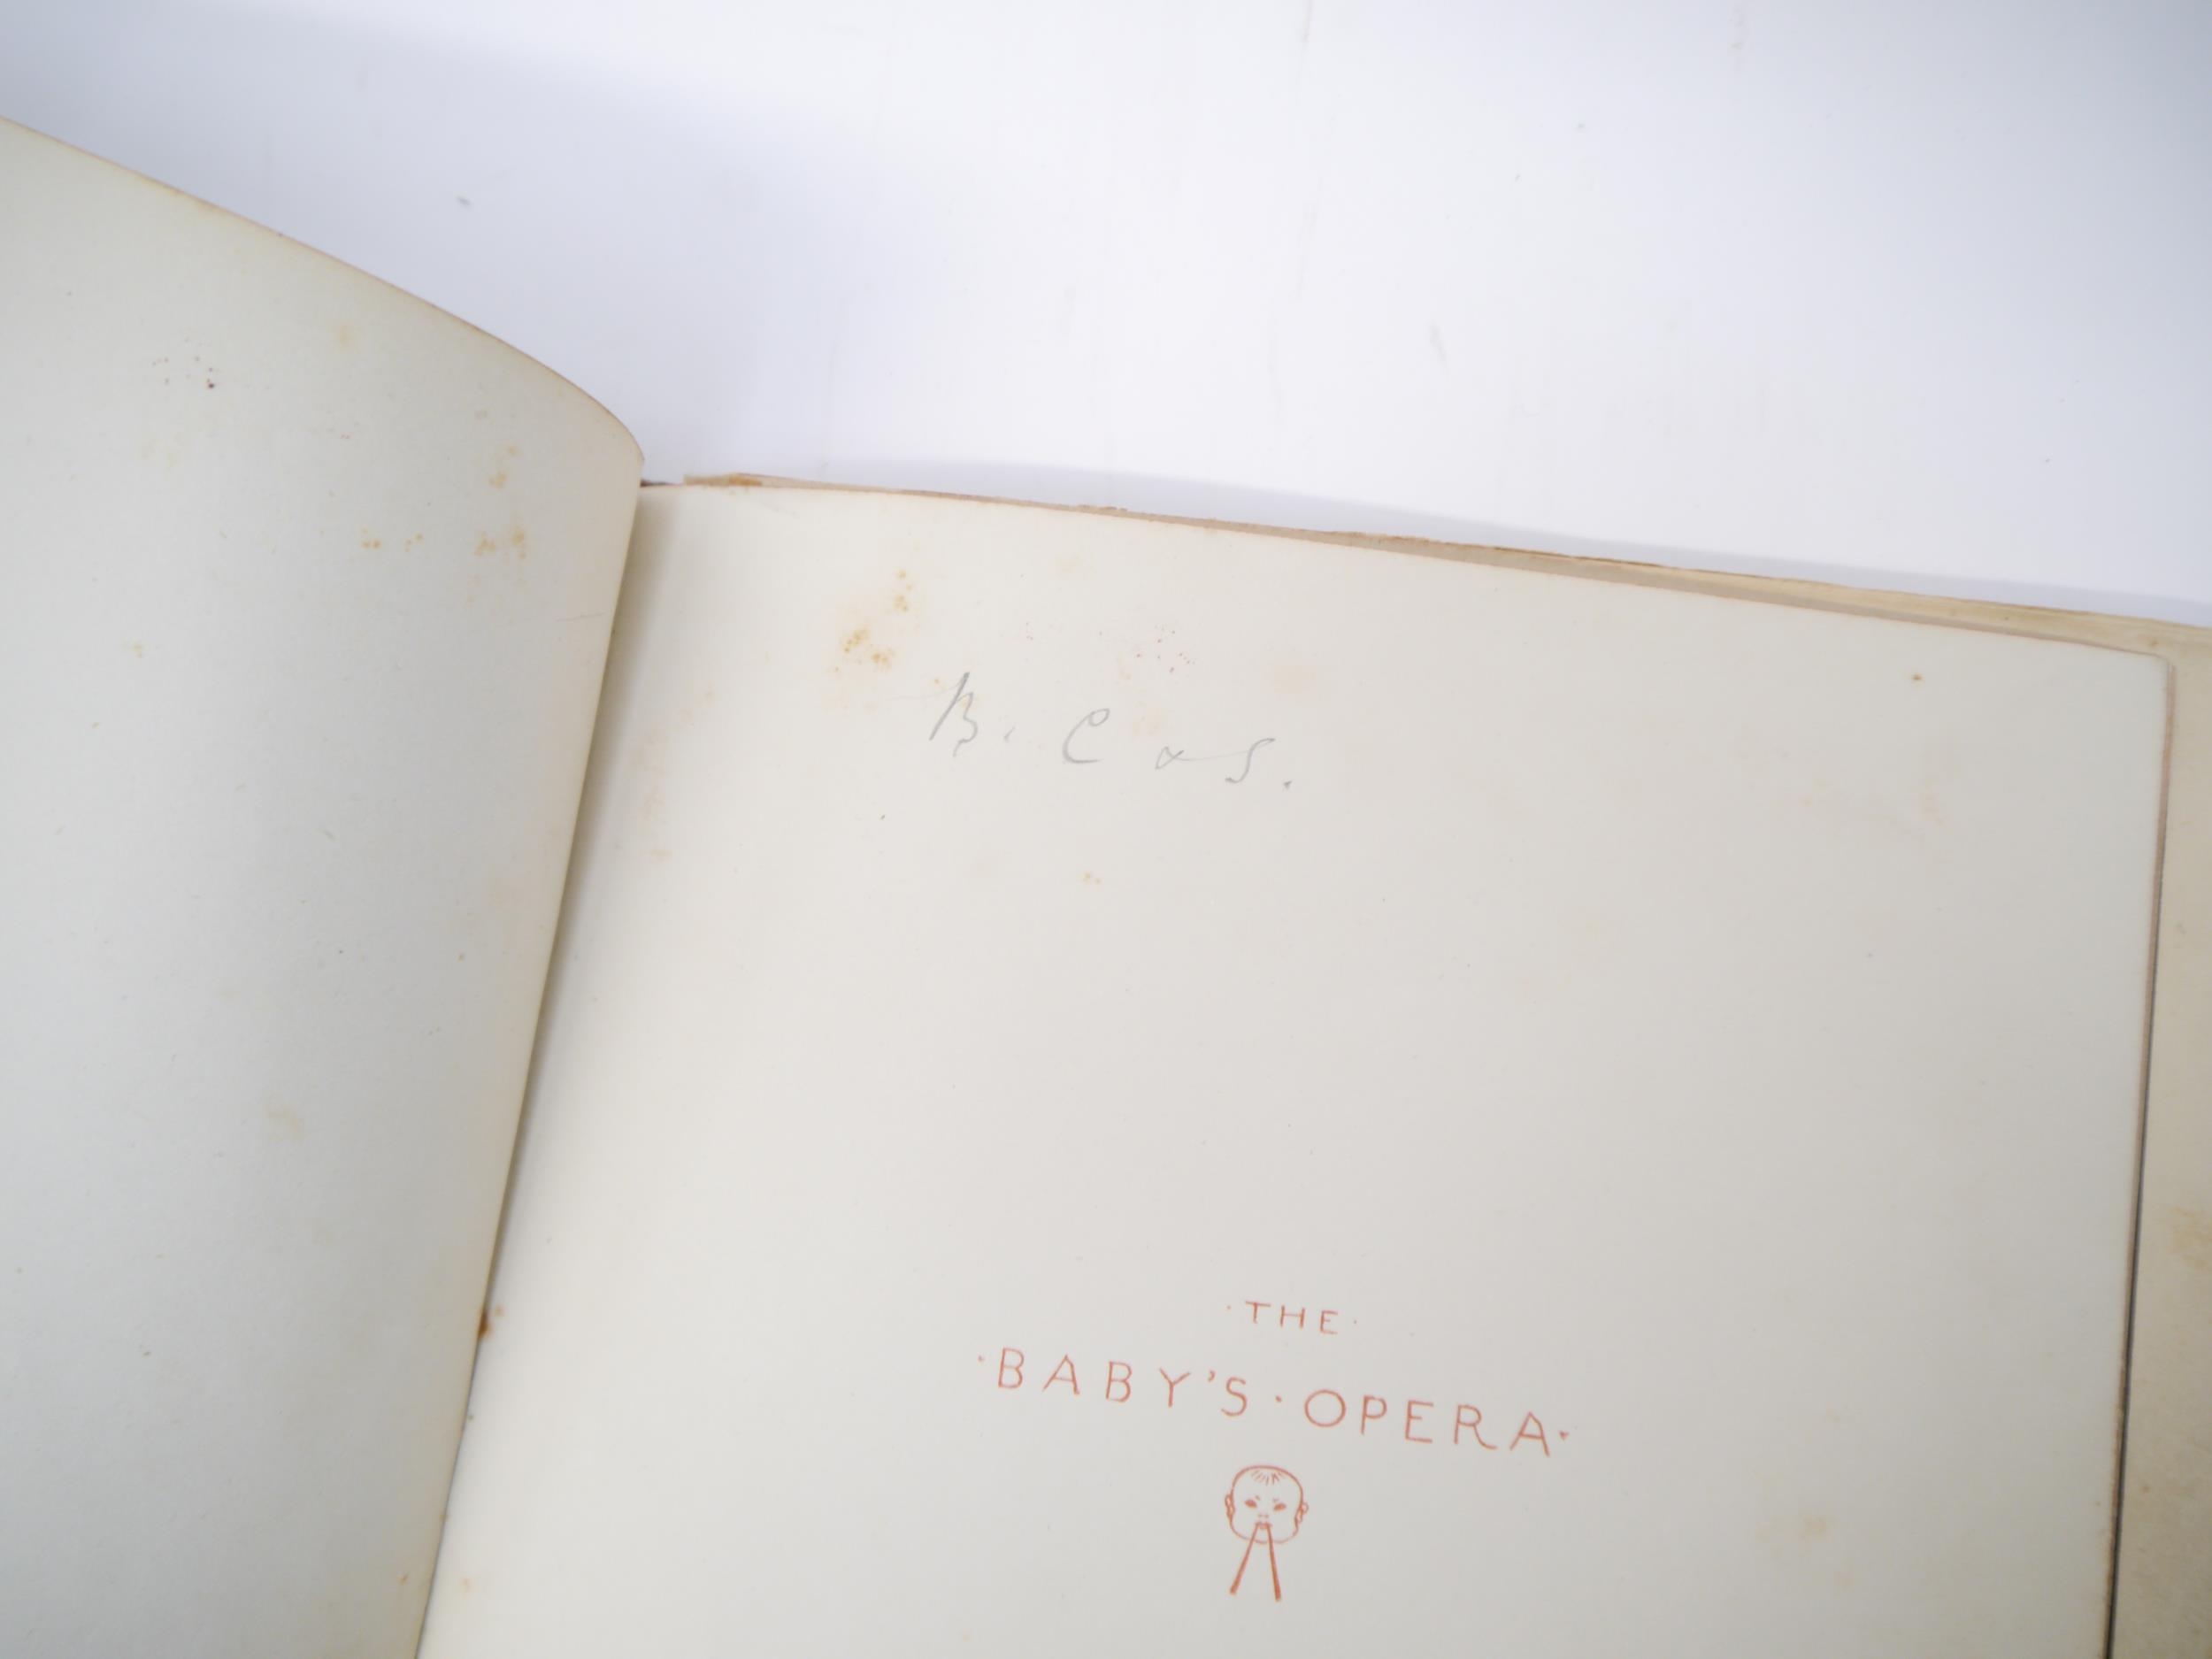 B. C & S.
·THE·
·BABY'S·OPERA·